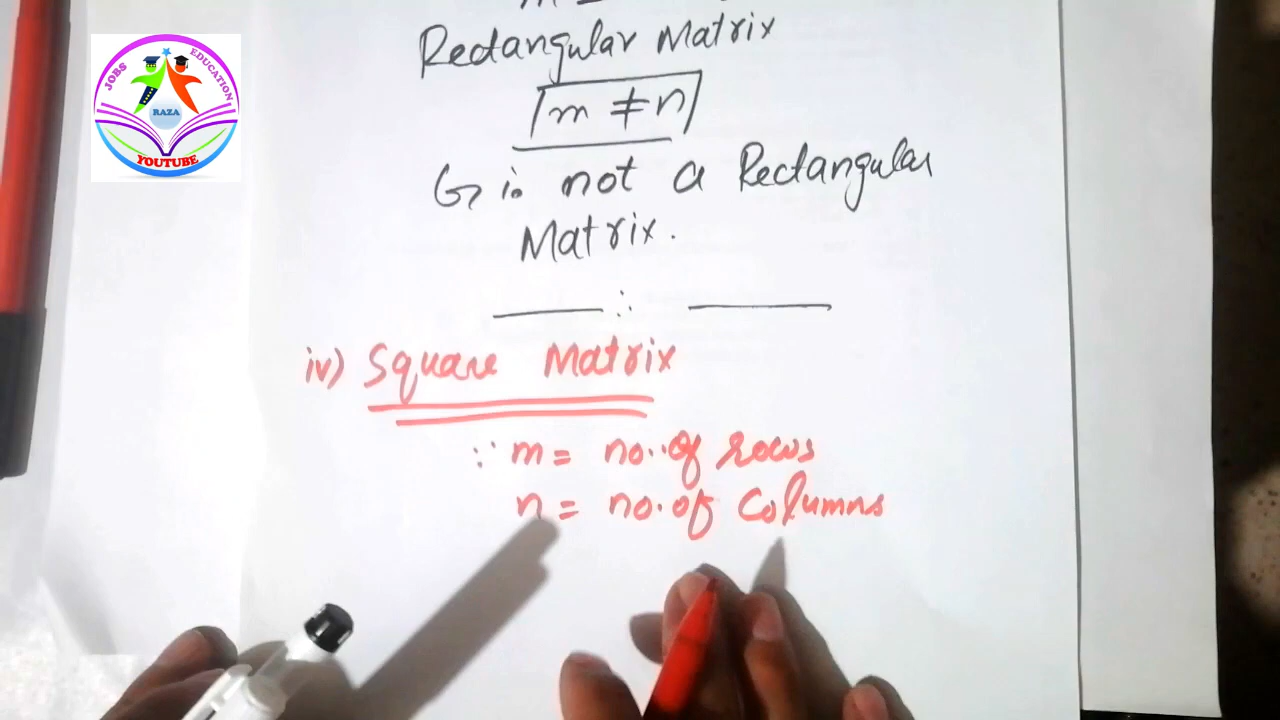 Rectangular Matrix
m ≠ n
G is not a Rectangular
Matrix.
iv) Square Matrix
∵ m = no. of rows
n = no. of Columns
JOBS EDUCATION
RAZA
YOUTUBE